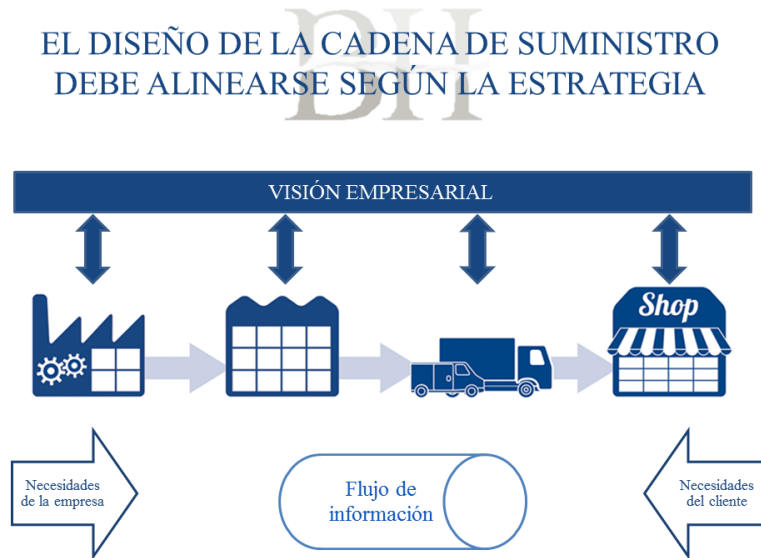 EL DISEÑO DE LA CADENA DE SUMINISTRO
DEBE ALINEARSE SEGÚN LA ESTRATEGIA
BH
VISIÓN EMPRESARIAL
Shop
Necesidades
de la empresa
Flujo de
información
Necesidades
del cliente